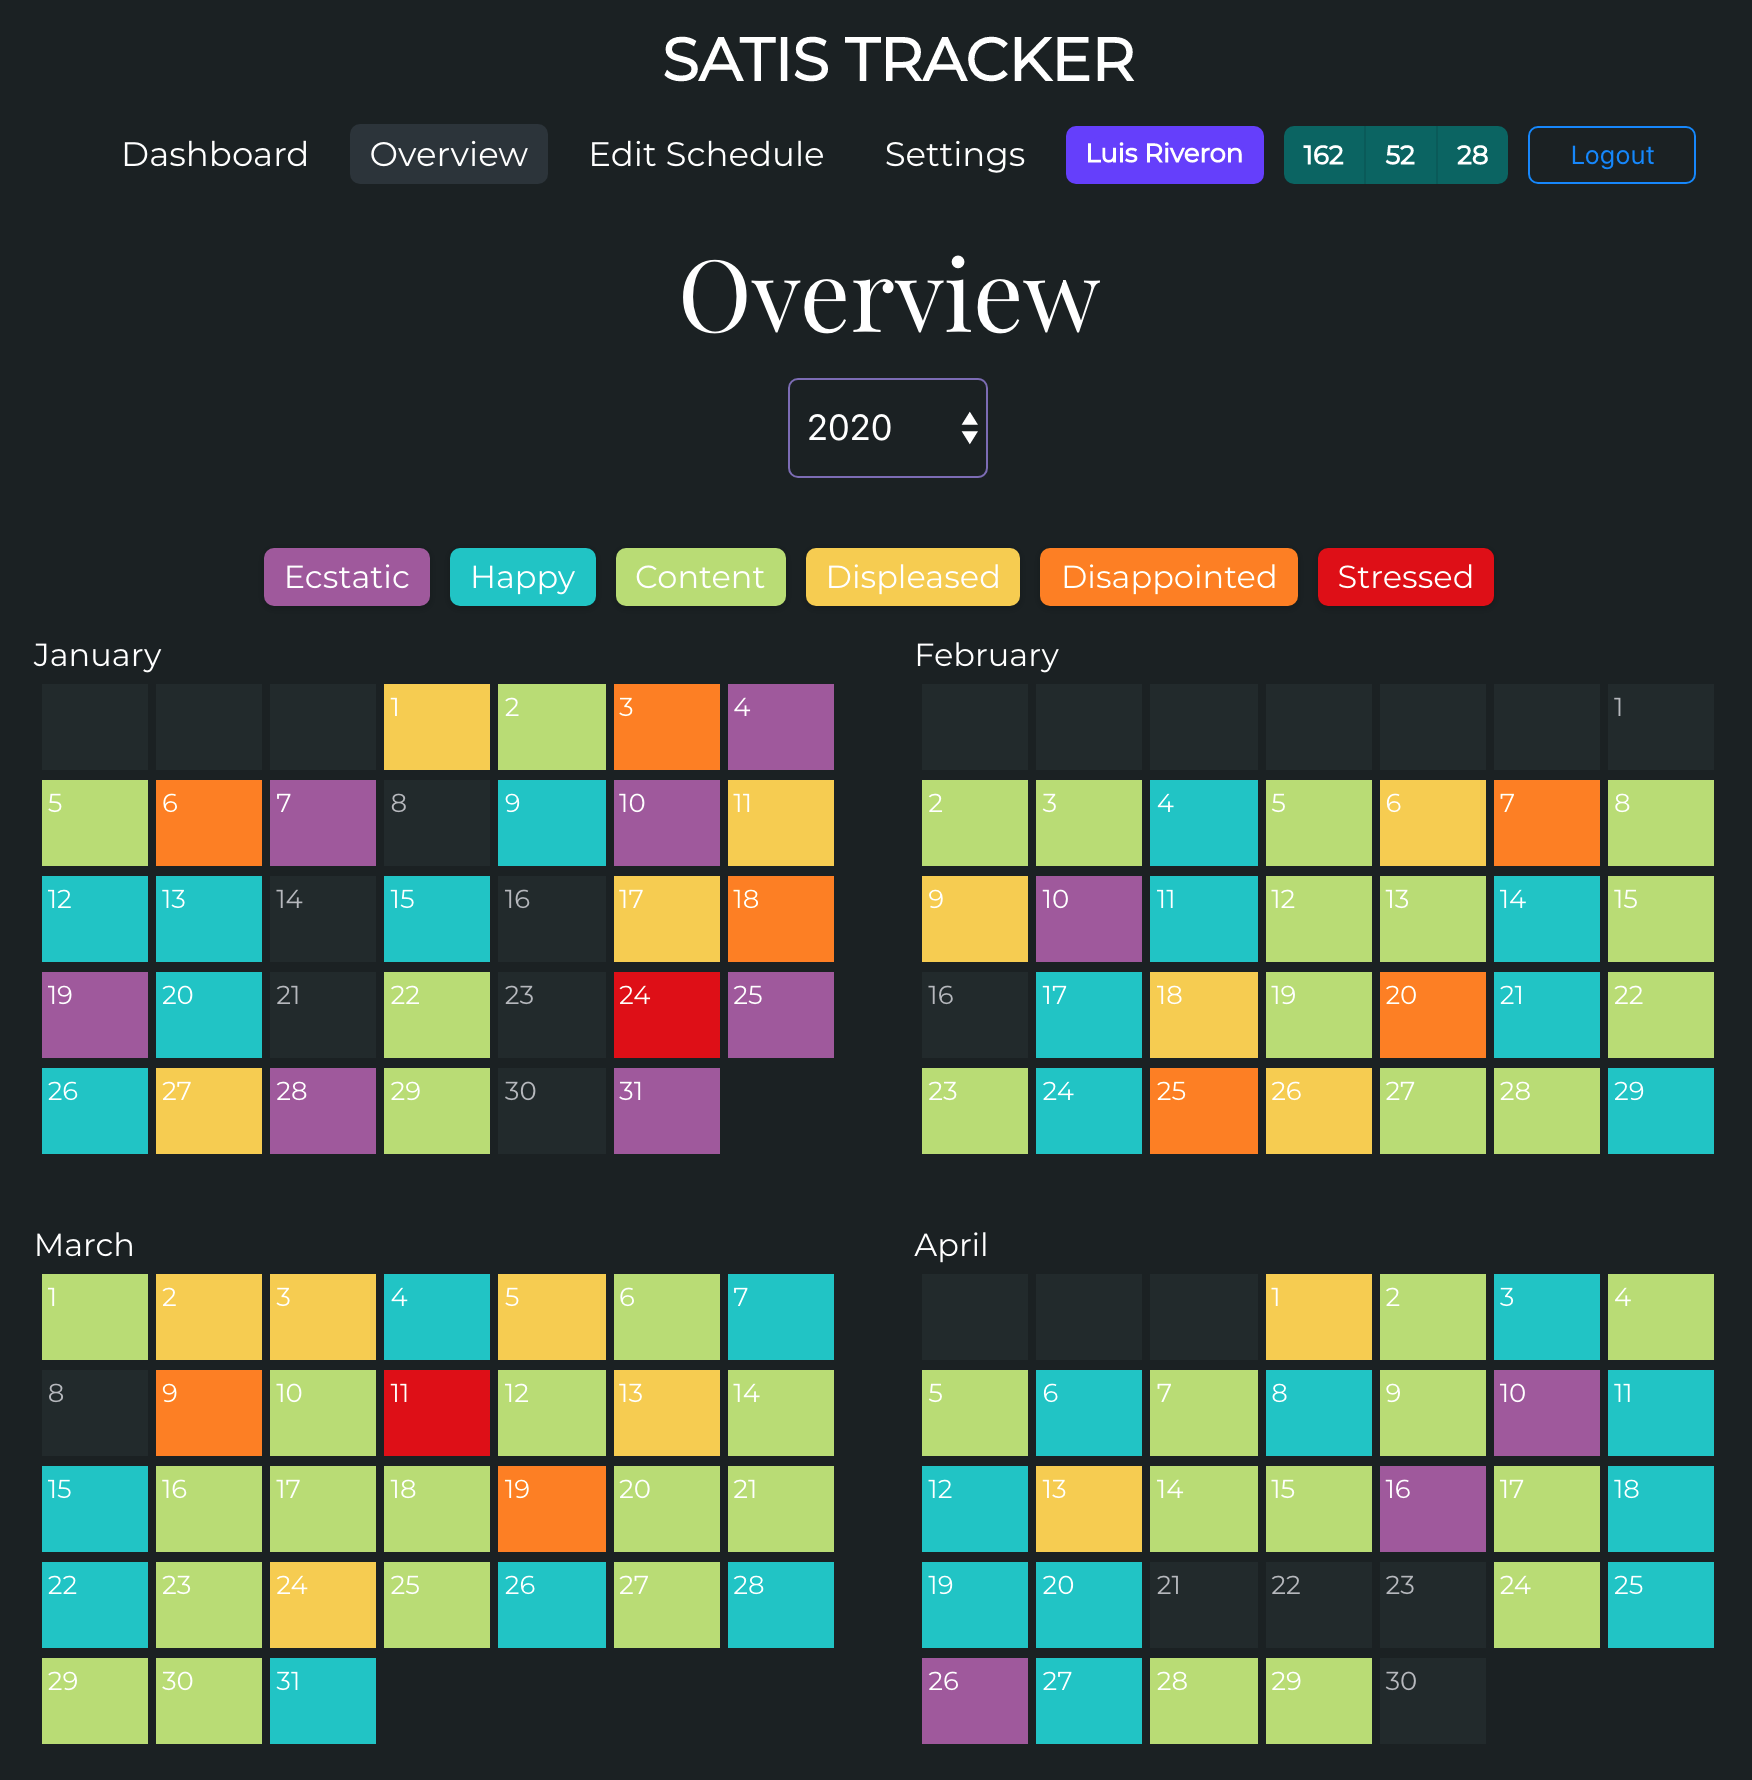 SATIS TRACKER
Dashboard Overview Edit Schedule Settings Luis Riveron 162 52 28 Logout
Overview
2020
Ecstatic Happy Content Displeased Disappointed Stressed
January
1 2 3 4
5 6 7 8 9 10 11
12 13 14 15 16 17 18
19 20 21 22 23 24 25
26 27 28 29 30 31
February
1
2 3 4 5 6 7 8
9 10 11 12 13 14 15
16 17 18 19 20 21 22
23 24 25 26 27 28 29
March
1 2 3 4 5 6 7
8 9 10 11 12 13 14
15 16 17 18 19 20 21
22 23 24 25 26 27 28
29 30 31
April
1 2 3 4
5 6 7 8 9 10 11
12 13 14 15 16 17 18
19 20 21 22 23 24 25
26 27 28 29 30